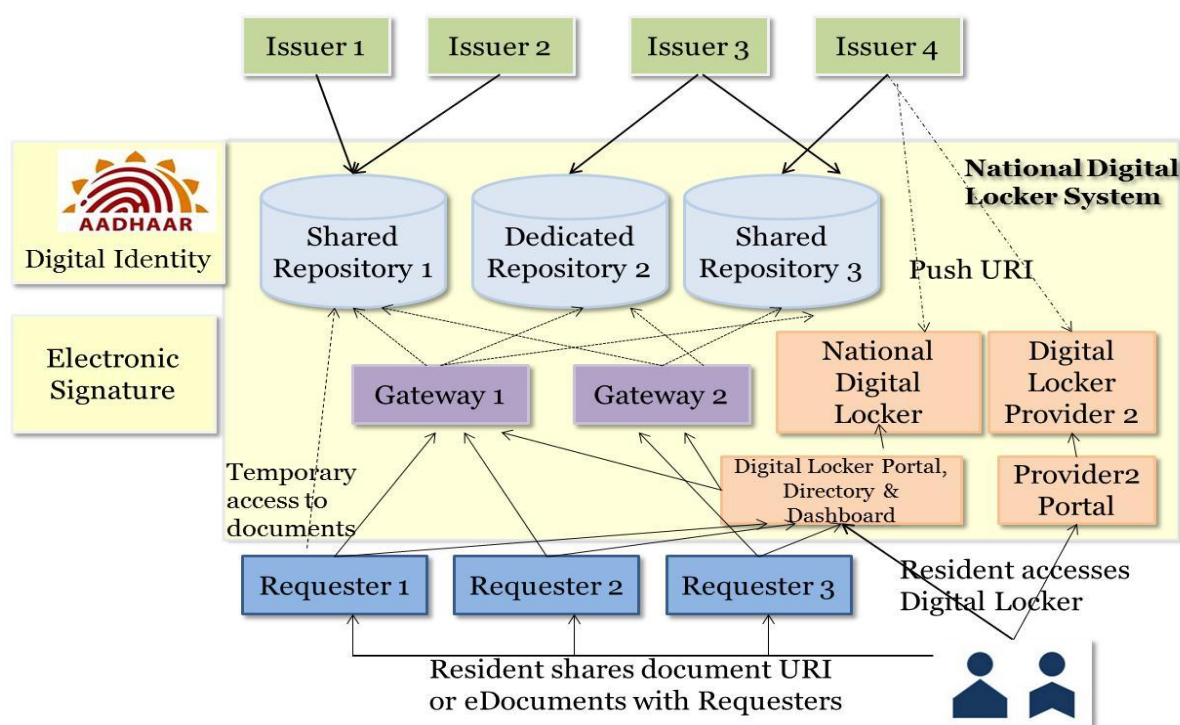 Issuer 1
Issuer 2
Issuer 3
Issuer 4
AADHAAR
Digital Identity
National Digital
Locker System
Shared
Repository 1
Dedicated
Repository 2
Shared
Repository 3
Push URI
Electronic
Signature
Gateway 1
Gateway 2
National
Digital
Locker
Digital
Locker
Provider 2
Temporary
access to
documents
Digital Locker Portal,
Directory &
Dashboard
Provider2
Portal
Requester 1
Requester 2
Requester 3
Resident accesses
Digital Locker
Resident shares document URI
or eDocuments with Requesters